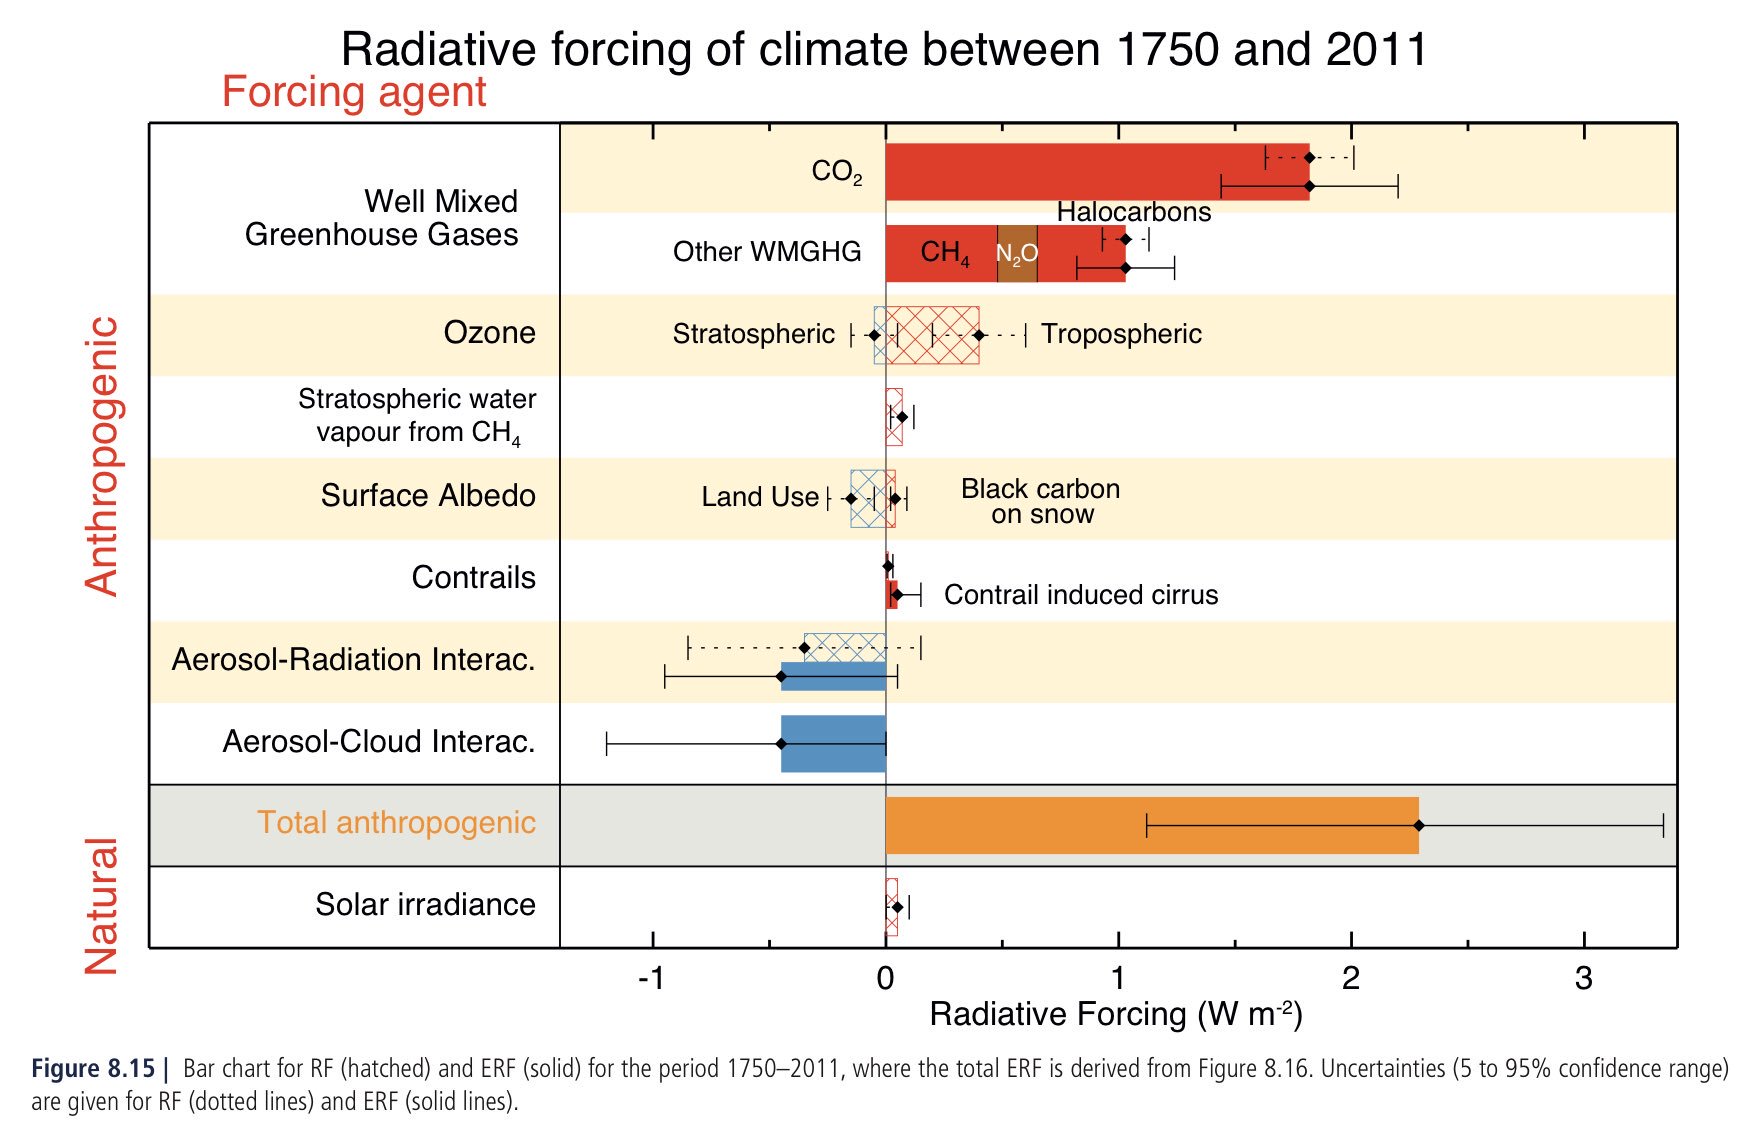 Radiative forcing of climate between 1750 and 2011
Forcing agent
Anthropogenic
Natural
Well Mixed
Greenhouse Gases
CO₂
Halocarbons
Other WMGHG
CH₄
N₂O
Ozone
Stratospheric
Tropospheric
Stratospheric water
vapour from CH₄
Surface Albedo
Land Use
Black carbon
on snow
Contrails
Contrail induced cirrus
Aerosol-Radiation Interac.
Aerosol-Cloud Interac.
Total anthropogenic
Solar irradiance
-1 0 1 2 3
Radiative Forcing (W m⁻²)
Figure 8.15 | Bar chart for RF (hatched) and ERF (solid) for the period 1750–2011, where the total ERF is derived from Figure 8.16. Uncertainties (5 to 95% confidence range)
are given for RF (dotted lines) and ERF (solid lines).